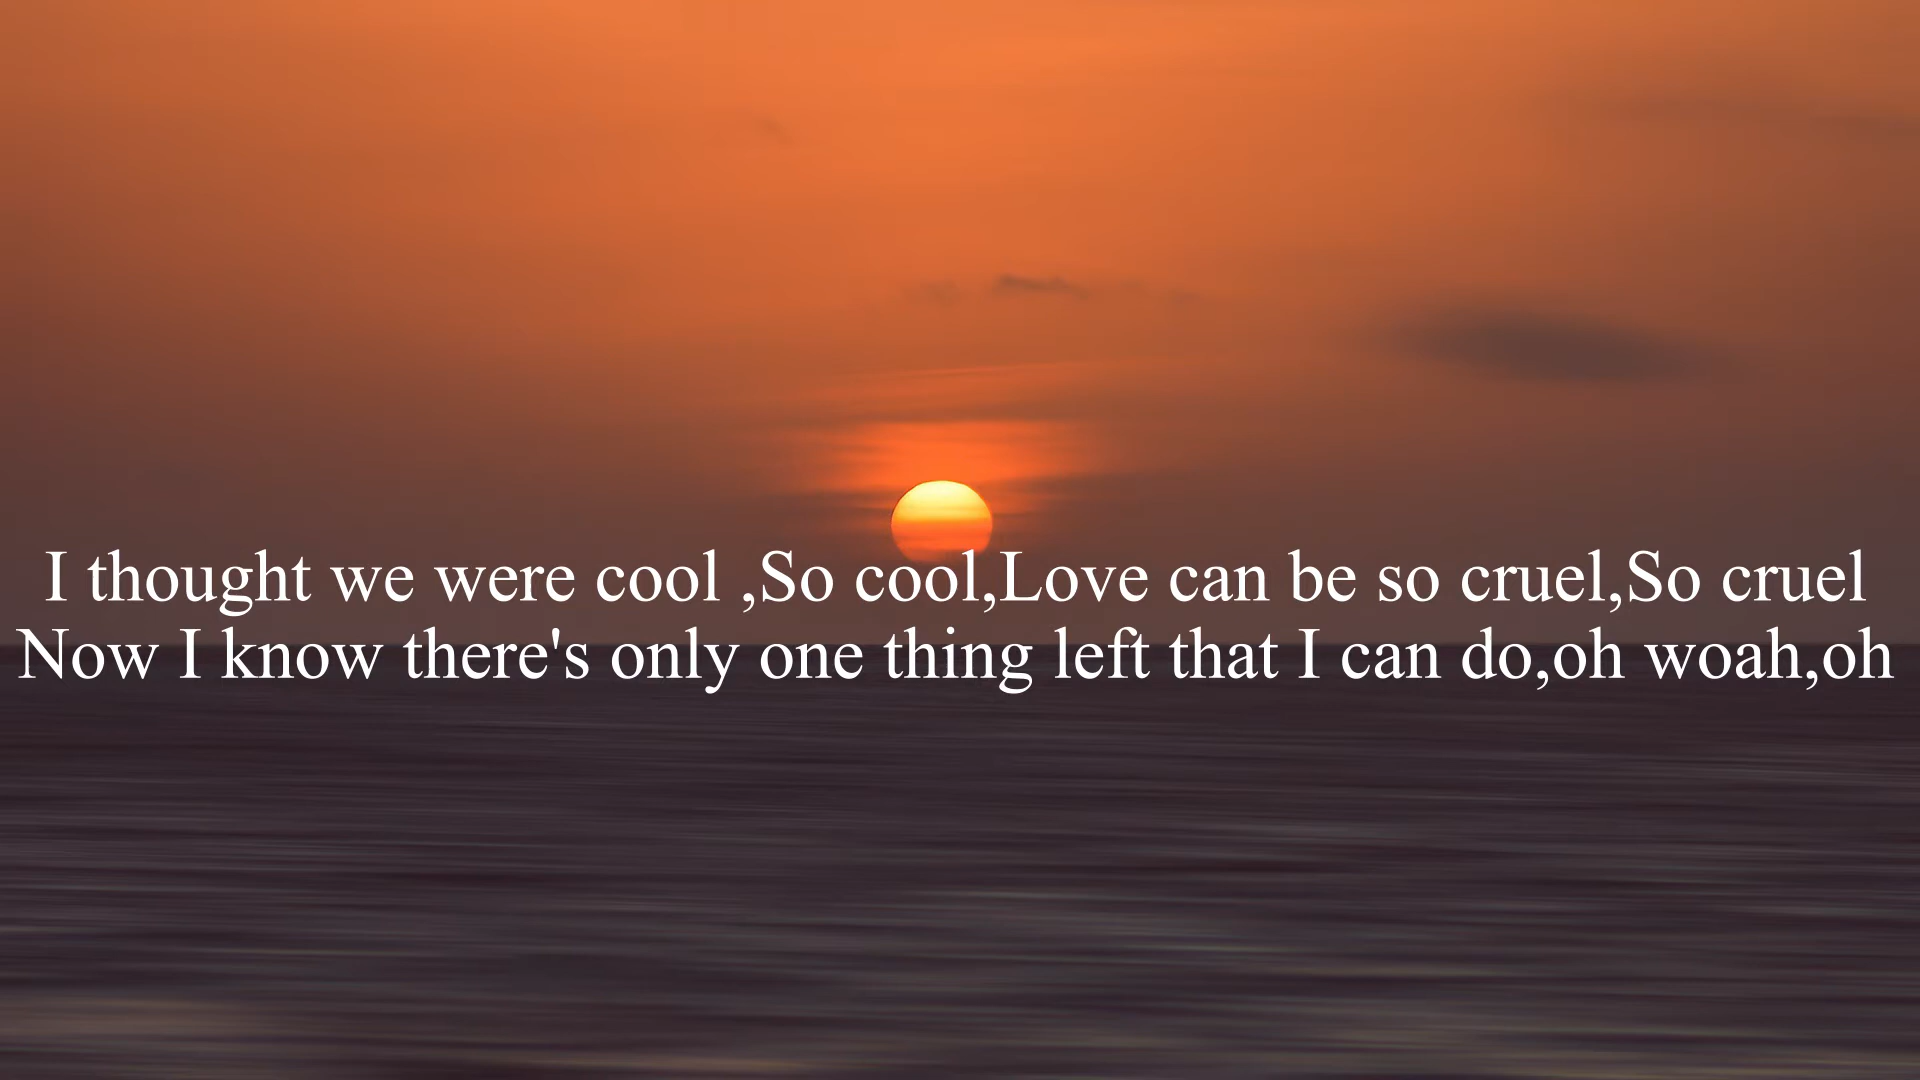 I thought we were cool ,So cool,Love can be so cruel,So cruel
Now I know there's only one thing left that I can do,oh woah,oh